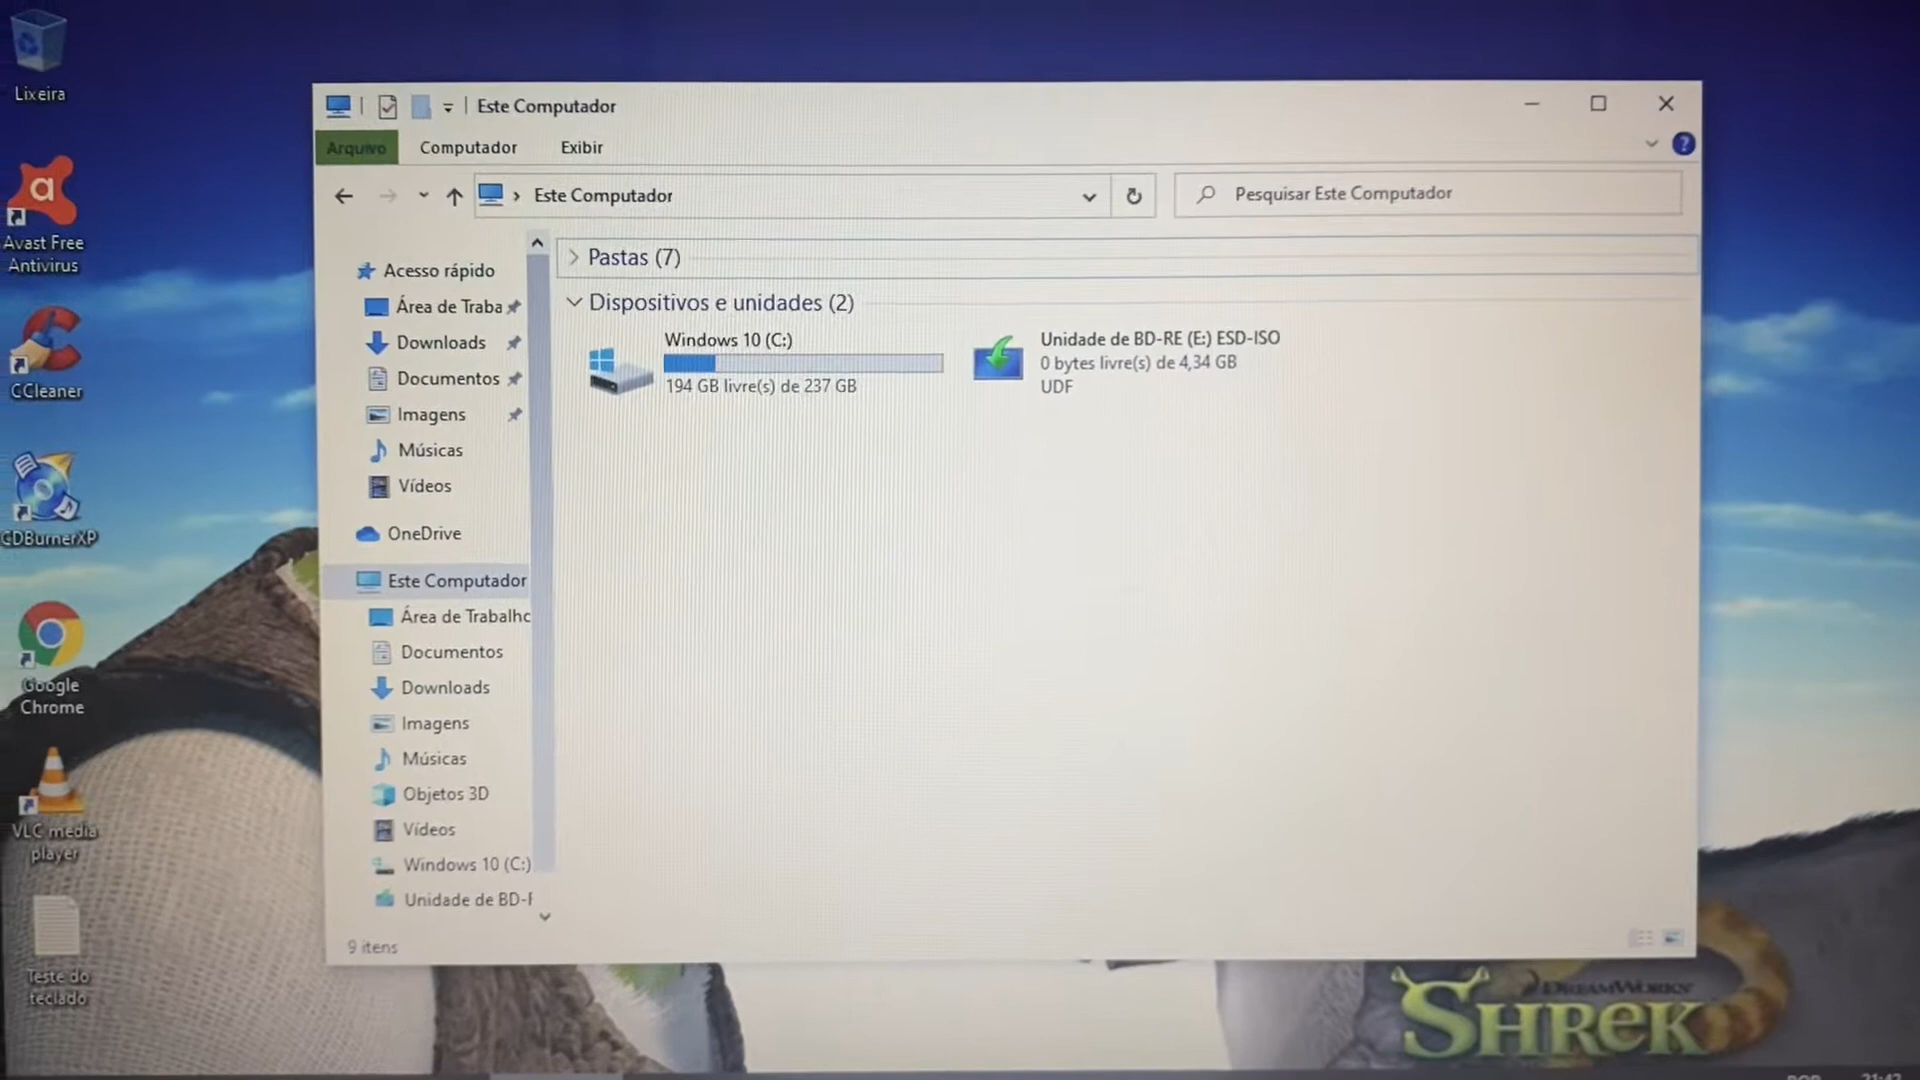 Lixeira
Avast Free
Antivirus
CCleaner
CDBurnerXP
Google
Chrome
VLC media
player
Teste do
teclado
Este Computador
Arquivo
Computador
Exibir
Este Computador
Pesquisar Este Computador
Acesso rápido
Área de Traba
Downloads
Documentos
Imagens
Músicas
Vídeos
OneDrive
Este Computador
Área de Trabalho
Documentos
Downloads
Imagens
Músicas
Objetos 3D
Vídeos
Windows 10 (C:)
Unidade de BD-R
9 itens
Pastas (7)
Dispositivos e unidades (2)
Windows 10 (C:)
194 GB livre(s) de 237 GB
Unidade de BD-RE (E:) ESD-ISO
0 bytes livre(s) de 4,34 GB
UDF
DREAMWORKS
SHREK